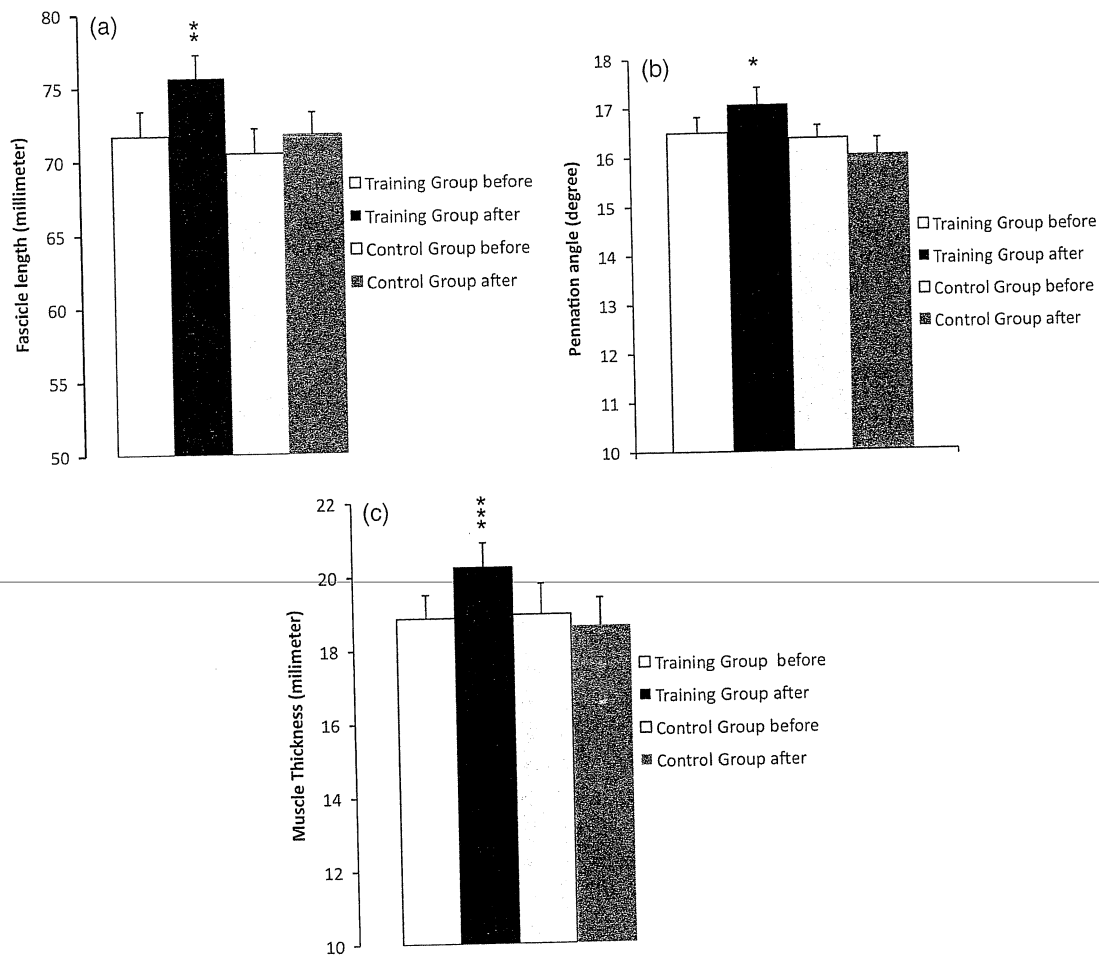 (a)
**
Fascicle length (millimeter)
80
75
70
65
60
55
50
Training Group before
Training Group after
Control Group before
Control Group after
(b)
*
Pennation angle (degree)
18
17
16
15
14
13
12
11
10
Training Group before
Training Group after
Control Group before
Control Group after
(c)
***
Muscle Thickness (milimeter)
22
20
18
16
14
12
10
Training Group before
Training Group after
Control Group before
Control Group after